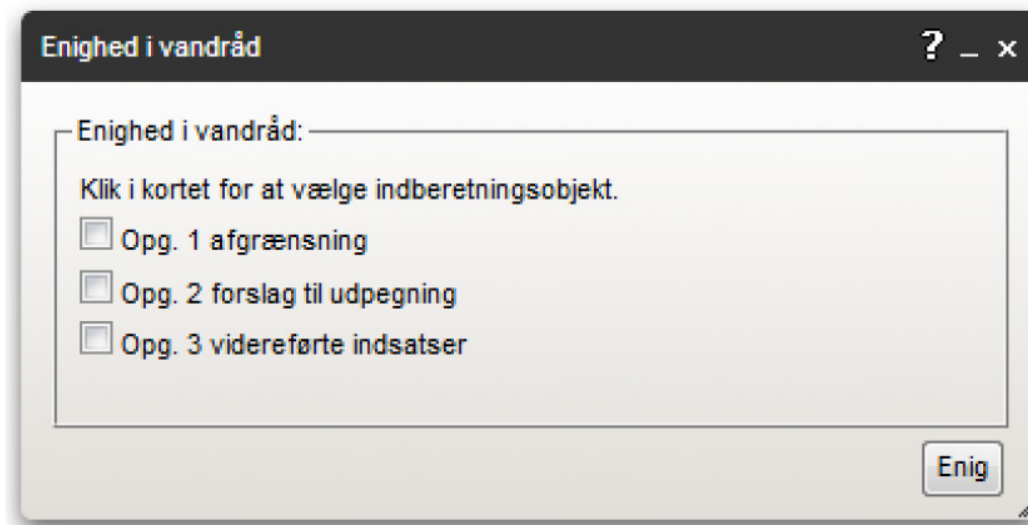 Enighed i vandråd ? _ x
Enighed i vandråd:
Klik i kortet for at vælge indberetningsobjekt.
Opg. 1 afgrænsning
Opg. 2 forslag til udpegning
Opg. 3 videreførte indsatser
Enig